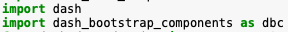 import dash
import dash_bootstrap_components as dbc